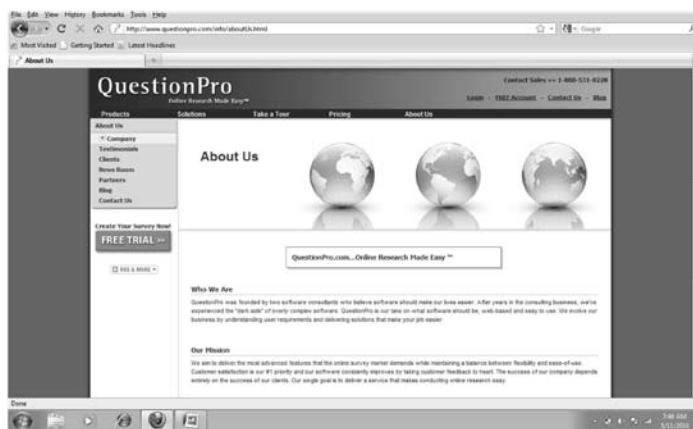 File Edit View History Bookmarks Tools Help
http://www.questionpro.com/info/aboutUs.html
Google
Most Visited Getting Started Latest Headlines
About Us
QuestionPro
Online Research Made Easy™
Contact Sales
Login - FREE Account - Contact Us - Blog
Products Solutions Take a Tour Pricing About Us
About Us
Company
Testimonials
Clients
News Room
Partners
Blog
Contact Us
Create Your Survey Now!
FREE TRIAL >>
About Us
QuestionPro.com...Online Research Made Easy ™
Who We Are
QuestionPro was founded by two software consultants who believe software should make our lives easier. After years in the consulting business, we've
experienced the "dark side" of overly complex software. QuestionPro is our take on what software should be, web-based and easy to use. We evolve our
business by understanding user requirements and delivering solutions that make your job easier.
Our Mission
We aim to deliver the most advanced features that the online survey market demands while maintaining a balance between flexibility and ease-of-use.
Customer satisfaction is our #1 priority and our software constantly improves by taking customer feedback to heart. The success of our company depends
entirely on the success of our clients. Our single goal is to deliver a service that makes conducting online research easy.
Done